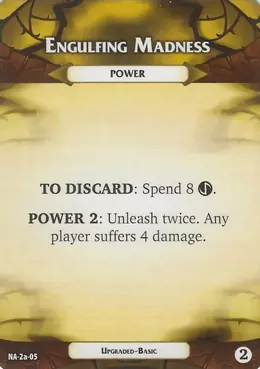 ENGULFING MADNESS
POWER
TO DISCARD: Spend 8 .
POWER 2: Unleash twice. Any
player suffers 4 damage.
NA-2a-05
UPGRADED-BASIC
2